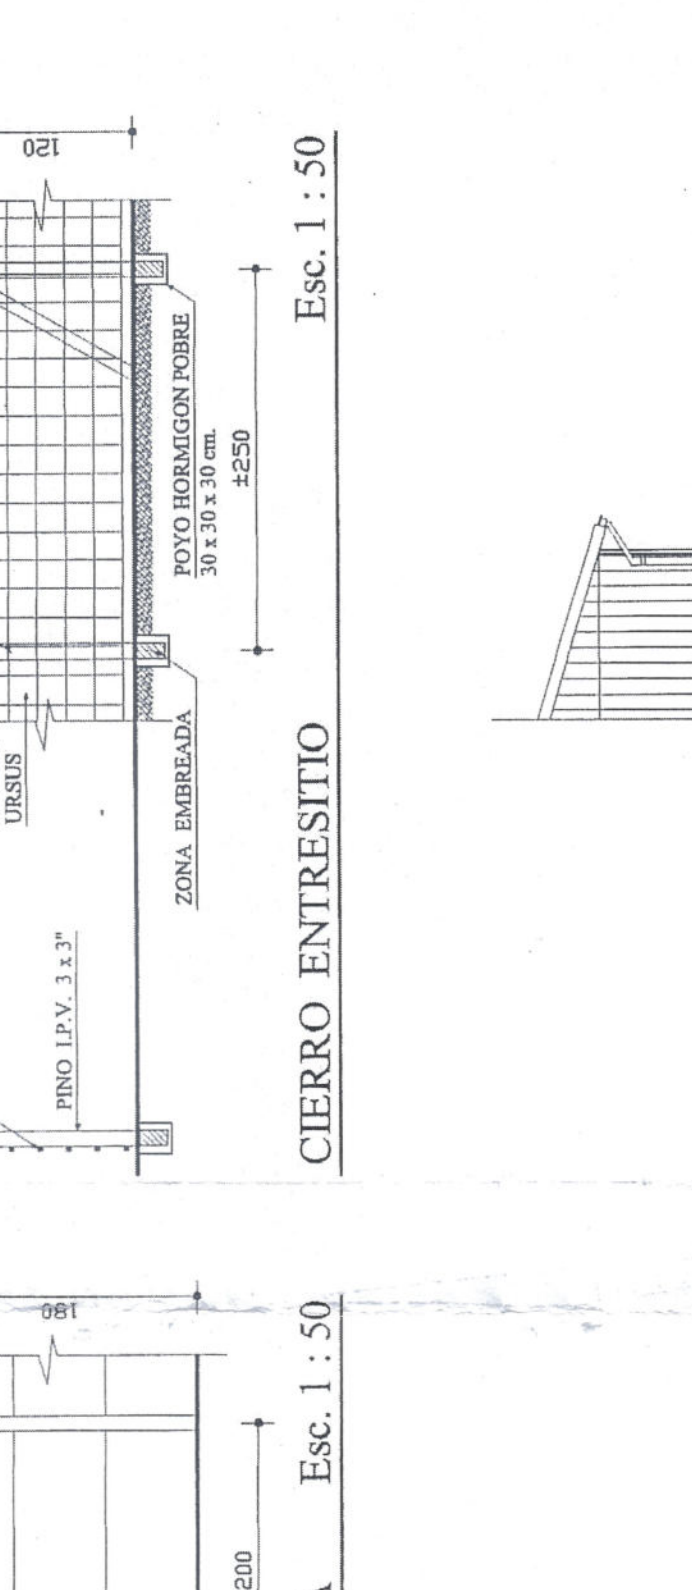 120
URSUS
PINO I.P.V. 3 x 3"
POYO HORMIGON POBRE
30 x 30 x 30 cm.
ZONA EMBREADA
±250
CIERRO ENTRESITIO Esc. 1 : 50
180
200
Esc. 1 : 50